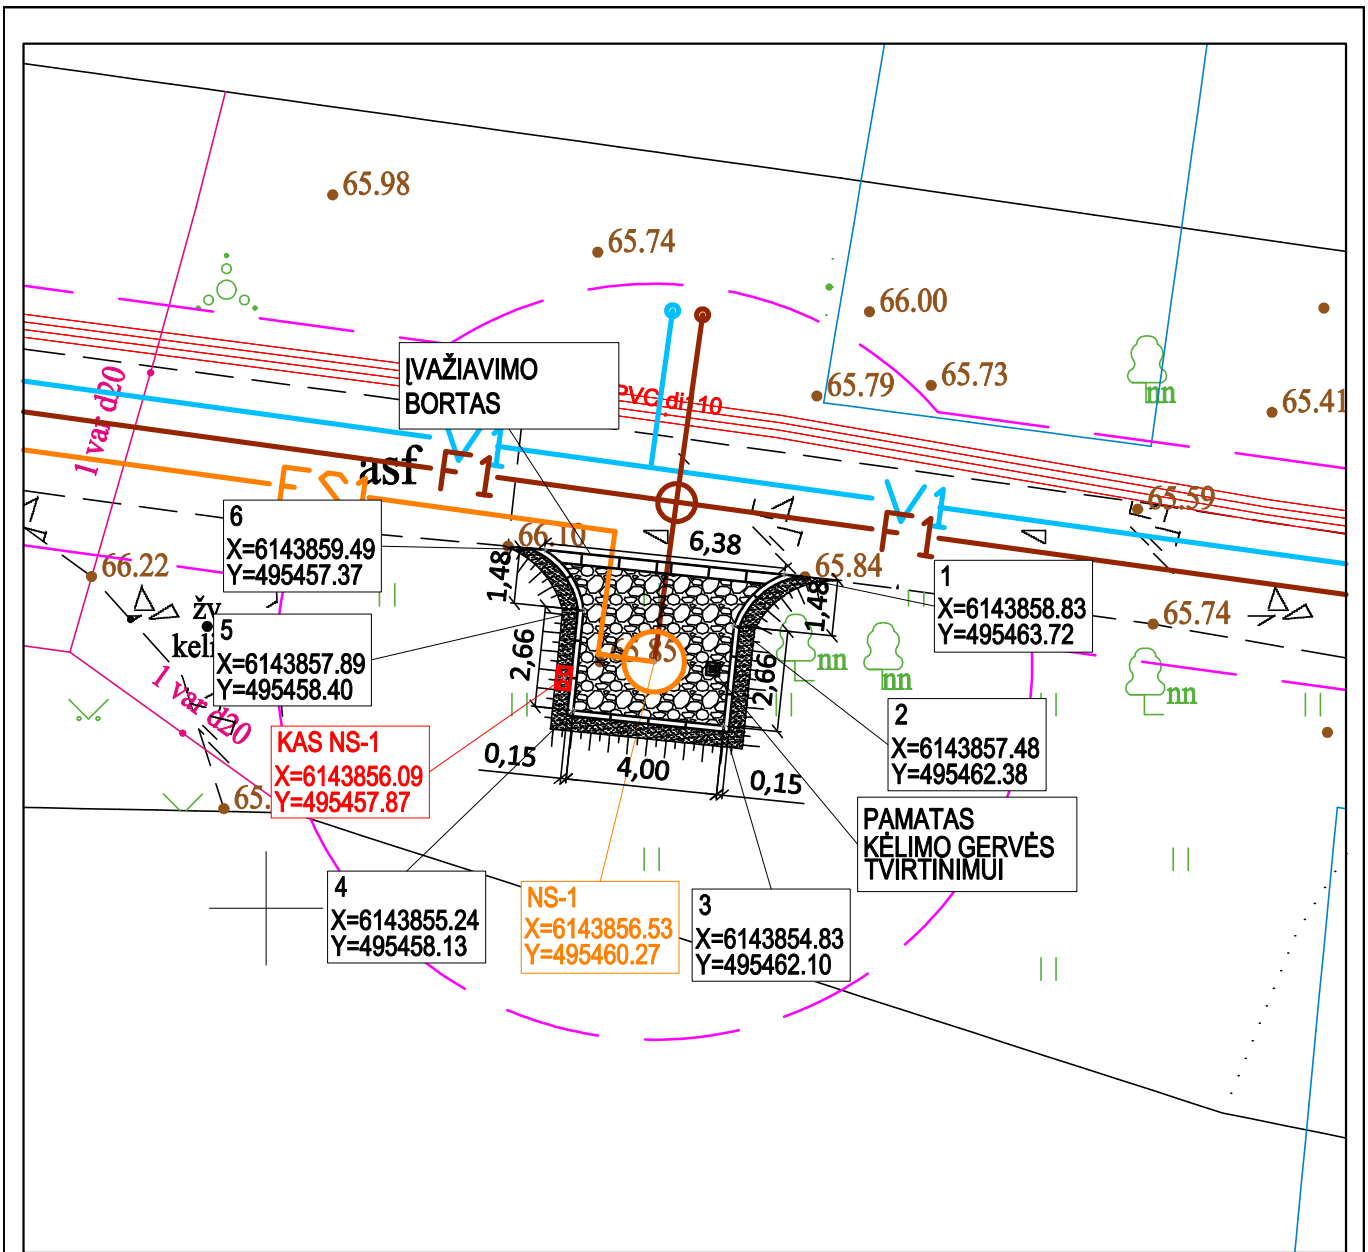 65.98
65.74
66.00
65.79
65.73
65.41
nn
ĮVAŽIAVIMO
BORTAS
1 var d20
V1
asf
F1
V1
F1
65.59
6
X=6143859.49
Y=495457.37
66.10
6,38
65.84
1,48
1,48
66.22
1
X=6143858.83
Y=495463.72
65.74
5
X=6143857.89
Y=495458.40
2,66
2,66
nn
nn
nn
1 var d20
KAS NS-1
X=6143856.09
Y=495457.87
0,15
4,00
0,15
2
X=6143857.48
Y=495462.38
PAMATAS
KĖLIMO GERVĖS
TVIRTINIMUI
4
X=6143855.24
Y=495458.13
NS-1
X=6143856.53
Y=495460.27
3
X=6143854.83
Y=495462.10